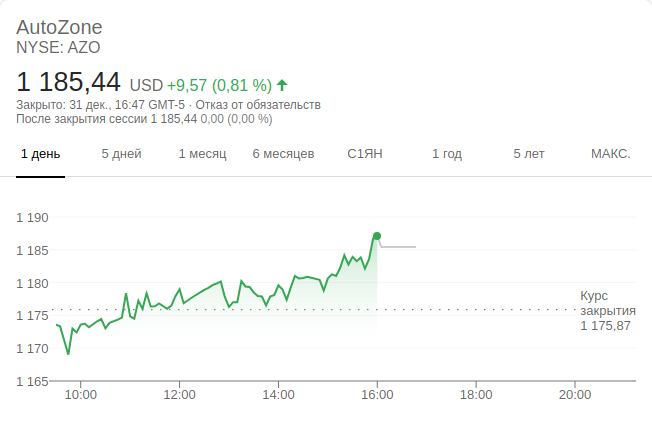 AutoZone
NYSE: AZO
1 185,44 USD +9,57 (0,81 %)
Закрыто: 31 дек., 16:47 GMT-5 · Отказ от обязательств
После закрытия сессии 1 185,44 0,00 (0,00 %)
1 день 5 дней 1 месяц 6 месяцев С1ЯН 1 год 5 лет МАКС.
1 190
1 185
1 180
1 175
1 170
1 165
Курс
закрытия
1 175,87
10:00 12:00 14:00 16:00 18:00 20:00